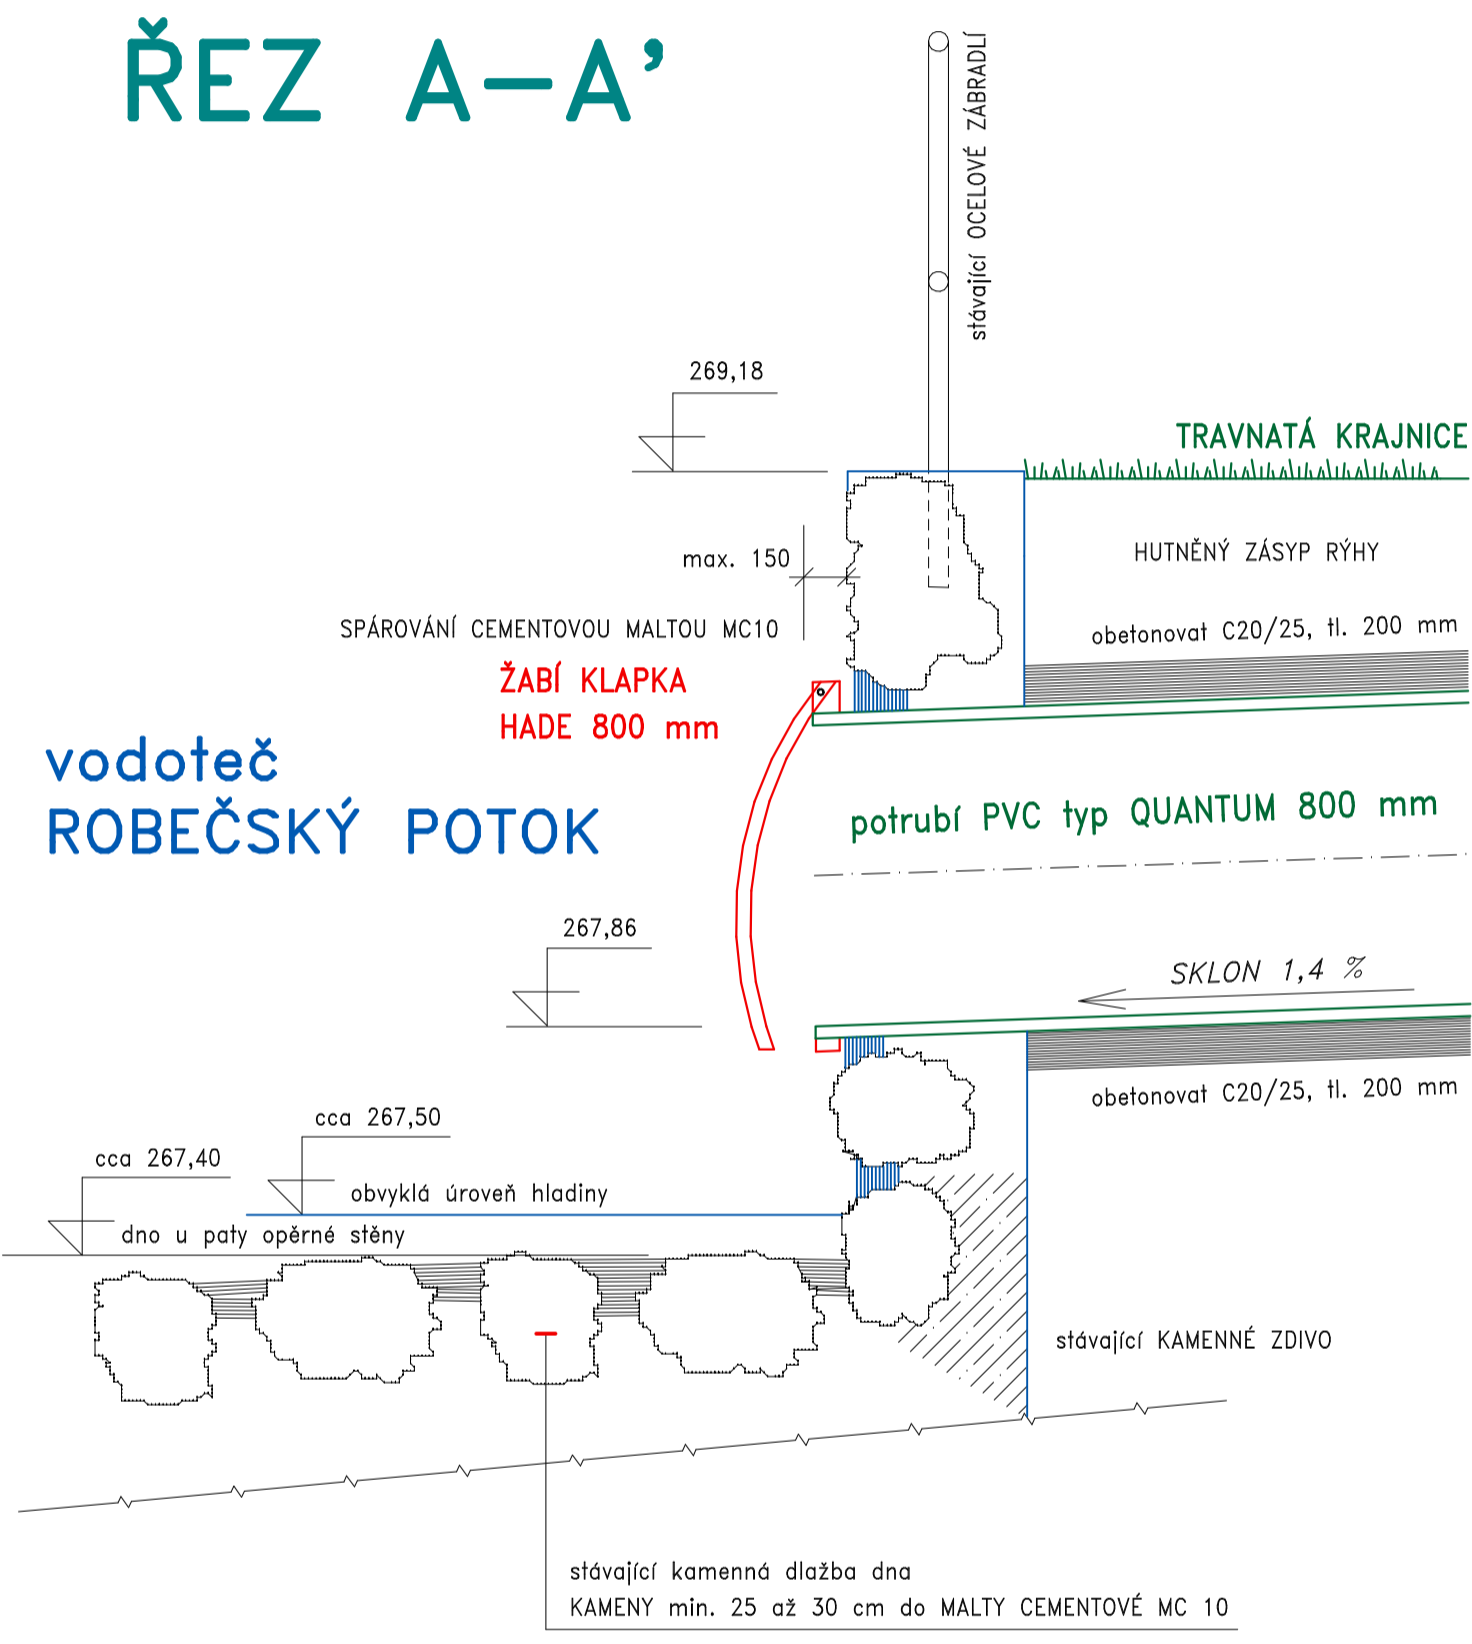 ŘEZ A–A’
stávající OCELOVÉ ZÁBRADLÍ
269,18
TRAVNATÁ KRAJNICE
max. 150
HUTNĚNÝ ZÁSYP RÝHY
SPÁROVÁNÍ CEMENTOVOU MALTOU MC10
obetonovat C20/25, tl. 200 mm
ŽABÍ KLAPKA
HADE 800 mm
vodoteč
ROBEČSKÝ POTOK
potrubí PVC typ QUANTUM 800 mm
267,86
SKLON 1,4 %
obetonovat C20/25, tl. 200 mm
cca 267,50
cca 267,40
obvyklá úroveň hladiny
dno u paty opěrné stěny
stávající KAMENNÉ ZDIVO
stávající kamenná dlažba dna
KAMENY min. 25 až 30 cm do MALTY CEMENTOVÉ MC 10